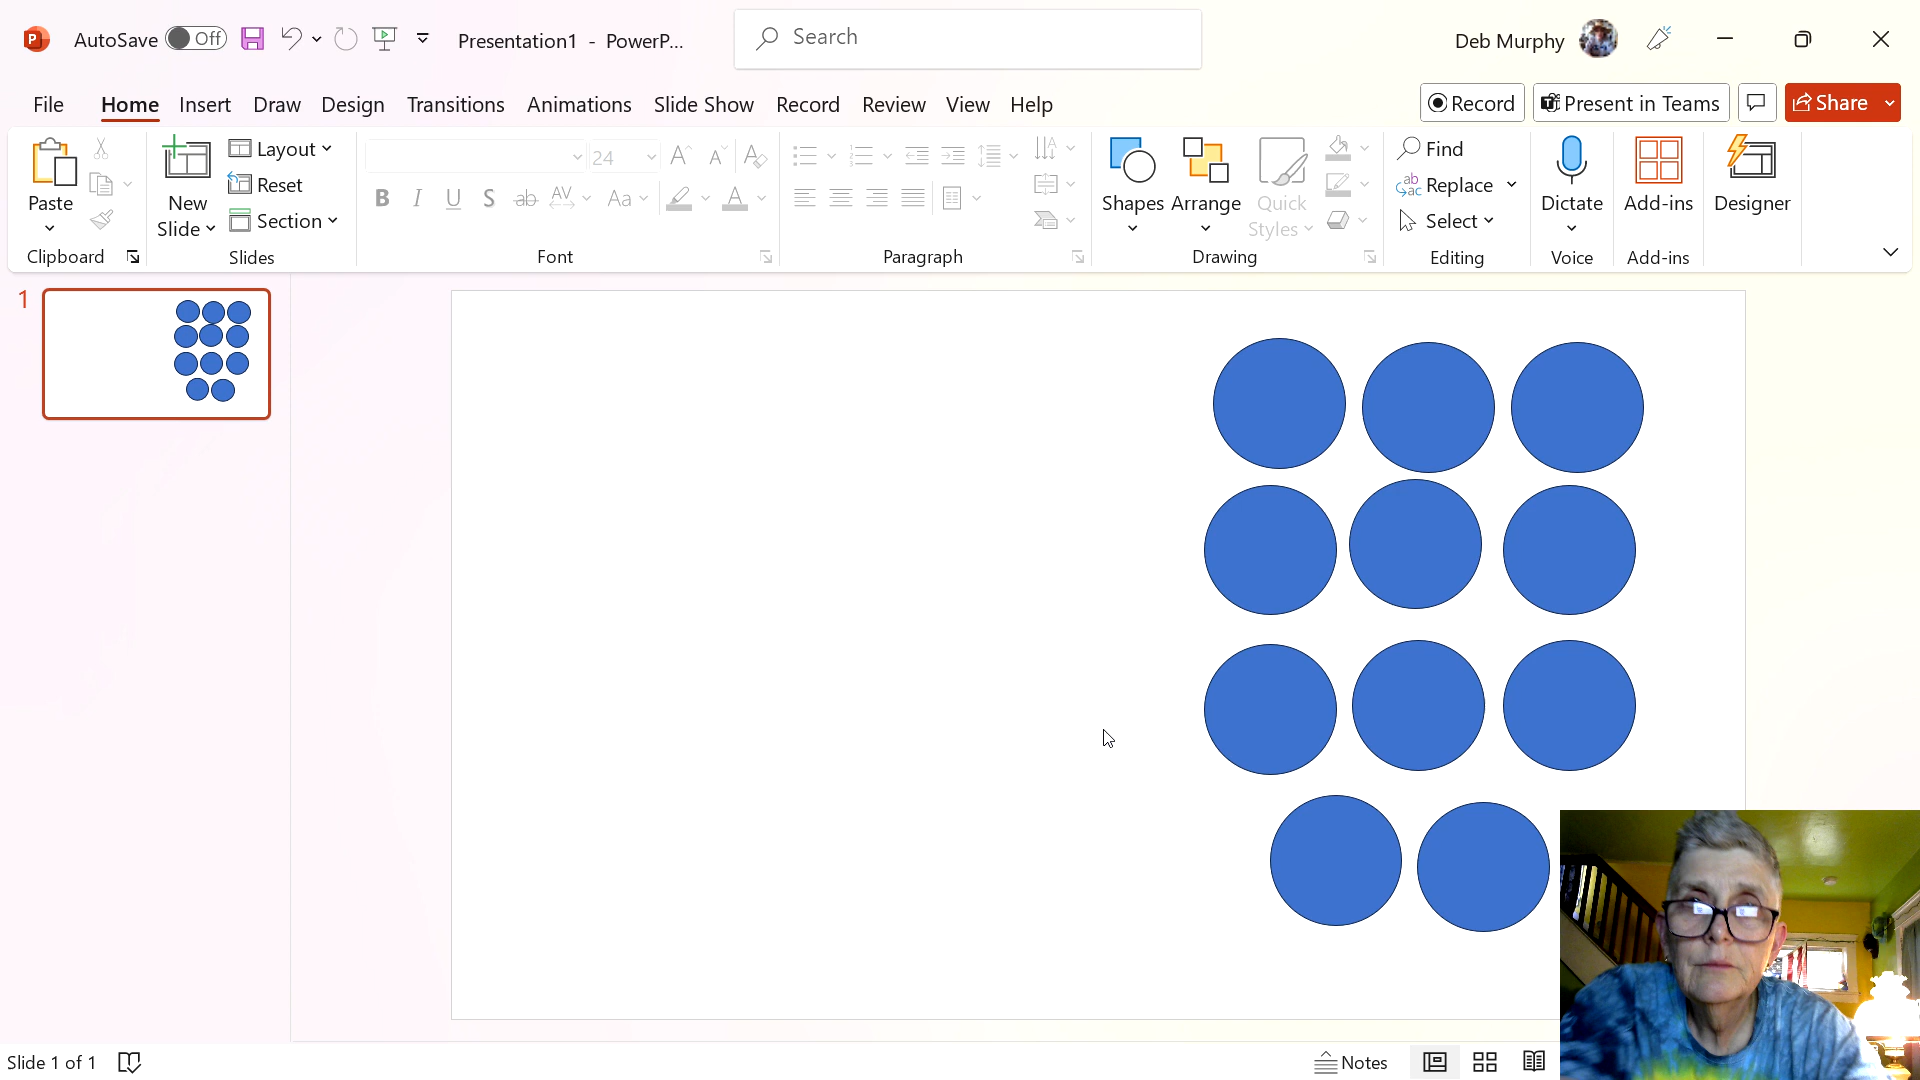 AutoSave Off Presentation1 - PowerP... Search Deb Murphy
File Home Insert Draw Design Transitions Animations Slide Show Record Review View Help Record Present in Teams Share
Paste
Clipboard
New
Slide
Layout
Reset
Section
Slides
24
B I U S ab AV Aa A
Font
Paragraph
Shapes Arrange Quick
Styles
Drawing
Find
Replace
Select
Editing
Dictate
Voice
Add-ins
Add-ins
Designer
1
Slide 1 of 1 Notes